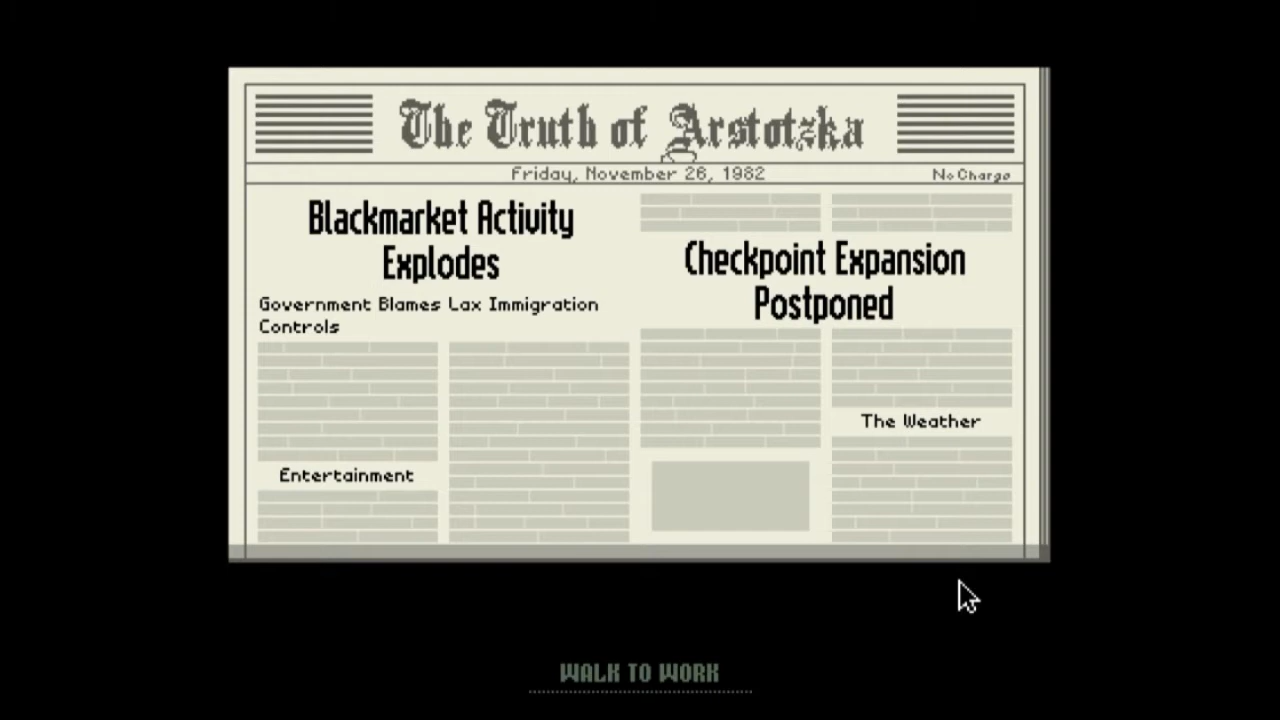 The Truth of Arstotzka
Friday, November 26, 1982
No Charge
Blackmarket Activity
Explodes
Government Blames Lax Immigration
Controls
Entertainment
Checkpoint Expansion
Postponed
The Weather
WALK TO WORK